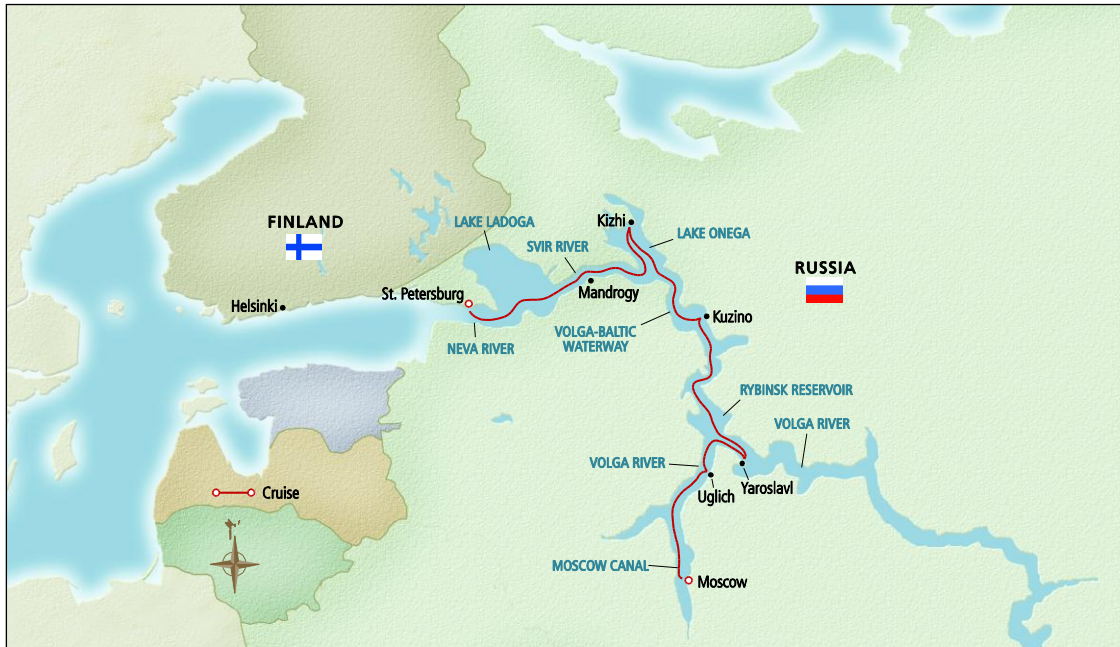 Kizhi
LAKE ONEGA
FINLAND
LAKE LADOGA
SVIR RIVER
RUSSIA
St. Petersburg
Mandrogy
Helsinki
Kuzino
NEVA RIVER
VOLGA-BALTIC
WATERWAY
RYBINSK RESERVOIR
VOLGA RIVER
VOLGA RIVER
Yaroslavl
Uglich
Cruise
MOSCOW CANAL
Moscow